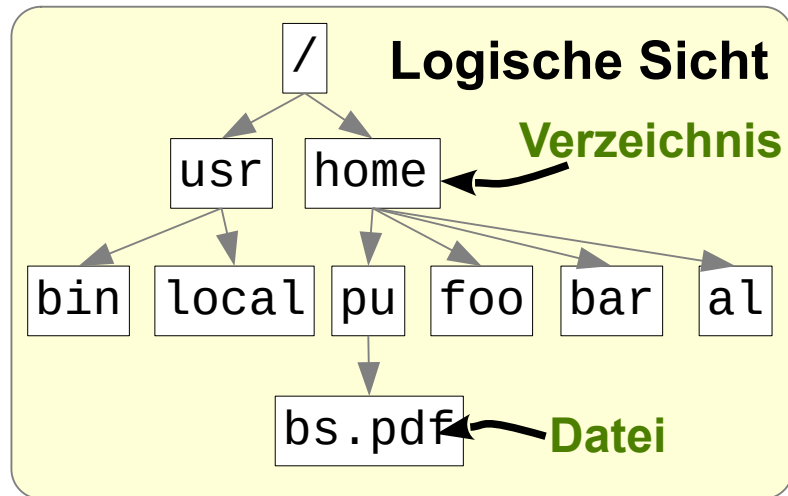 /
Logische Sicht
Verzeichnis
usr home
bin local pu foo bar al
bs.pdf
Datei